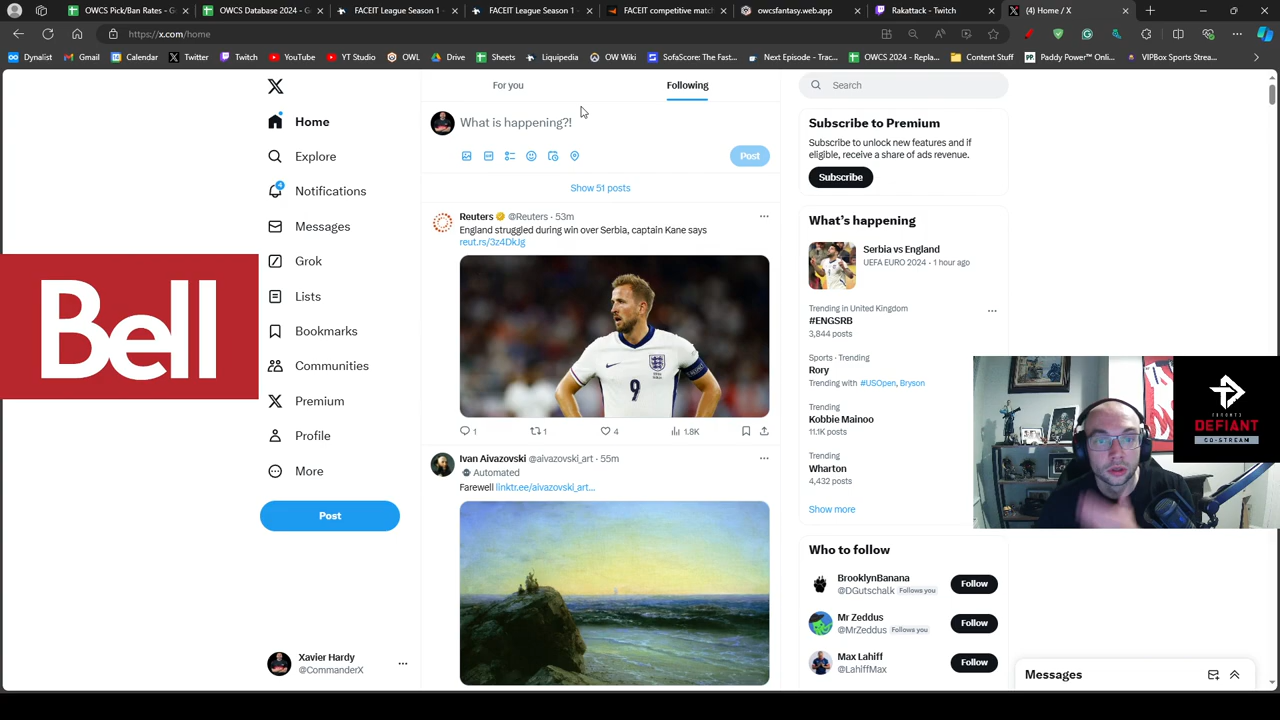 OWCS Pick/Ban Rates - G
OWCS Database 2024 - G
FACEIT League Season 1 -
FACEIT League Season 1 -
FACEIT competitive matc
owcsfantasy.web.app
Rakattack - Twitch
(4) Home / X
https://x.com/home
Dynalist
Gmail
Calendar
Twitter
Twitch
YouTube
YT Studio
OWL
Drive
Sheets
Liquipedia
OW Wiki
SofaScore: The Fast...
Next Episode - Trac...
OWCS 2024 - Repla...
Content Stuff
Paddy Power™ Onli...
VIPBox Sports Strea...
For you
Following
Search
What is happening?!
Post
Home
Explore
Notifications
4
Messages
Grok
Lists
Bookmarks
Communities
Premium
Profile
More
Post
Xavier Hardy
@CommanderX
Bell
Show 51 posts
Reuters @Reuters · 53m
England struggled during win over Serbia, captain Kane says
reut.rs/3z4DkJg
9
1
1
4
1.8K
Ivan Aivazovski @aivazovski_art · 55m
Automated
Farewell linktr.ee/aivazovski_art...
Subscribe to Premium
Subscribe to unlock new features and if
eligible, receive a share of ads revenue.
Subscribe
What's happening
Serbia vs England
UEFA EURO 2024 · 1 hour ago
Trending in United Kingdom
#ENGSRB
3,844 posts
Sports · Trending
Rory
Trending with #USOpen, Bryson
Trending
Kobbie Mainoo
11.1K posts
Trending
Wharton
4,432 posts
Show more
TORONTO
DEFIANT
CO-STREAM
Who to follow
BrooklynBanana
@DGutschalk Follows you
Follow
Mr Zeddus
@MrZeddus Follows you
Follow
Max Lahiff
@LahiffMax
Follow
Messages